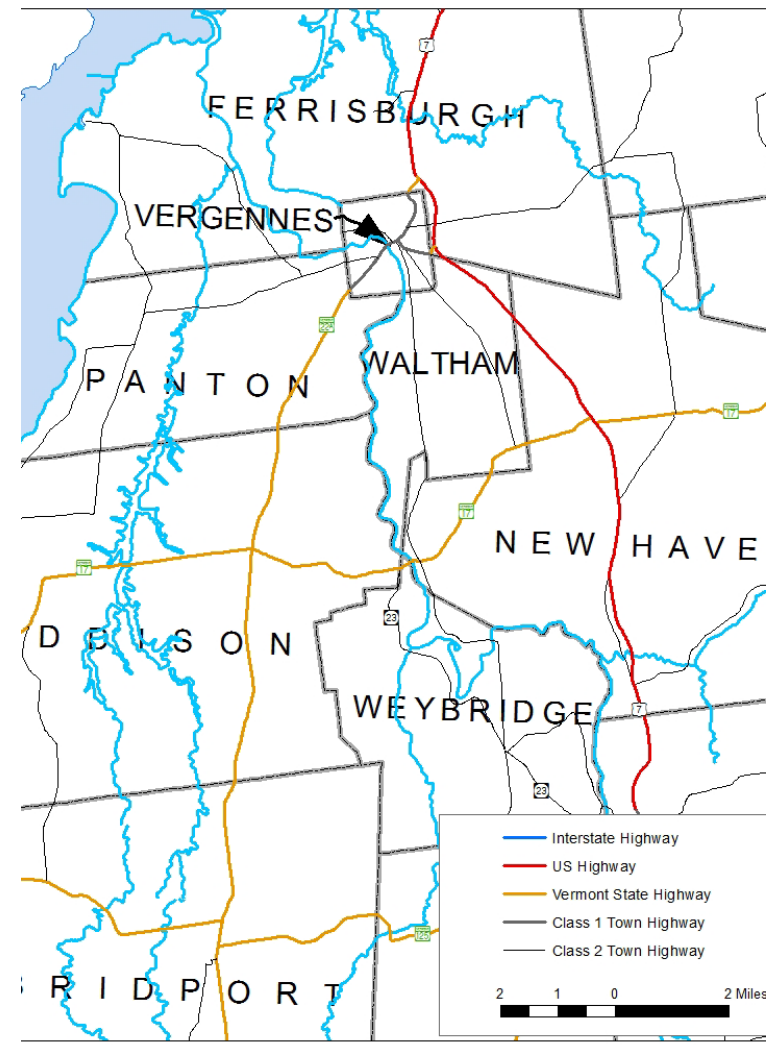 7
FERRISBURGH
VERGENNES
22A
WALTHAM
PANTON
17
17
NEW HAVE
17
23
DDISON
WEYBRIDGE
7
23
Interstate Highway
US Highway
Vermont State Highway
Class 1 Town Highway
Class 2 Town Highway
125
RIDPORT
2 1 0 2 Miles